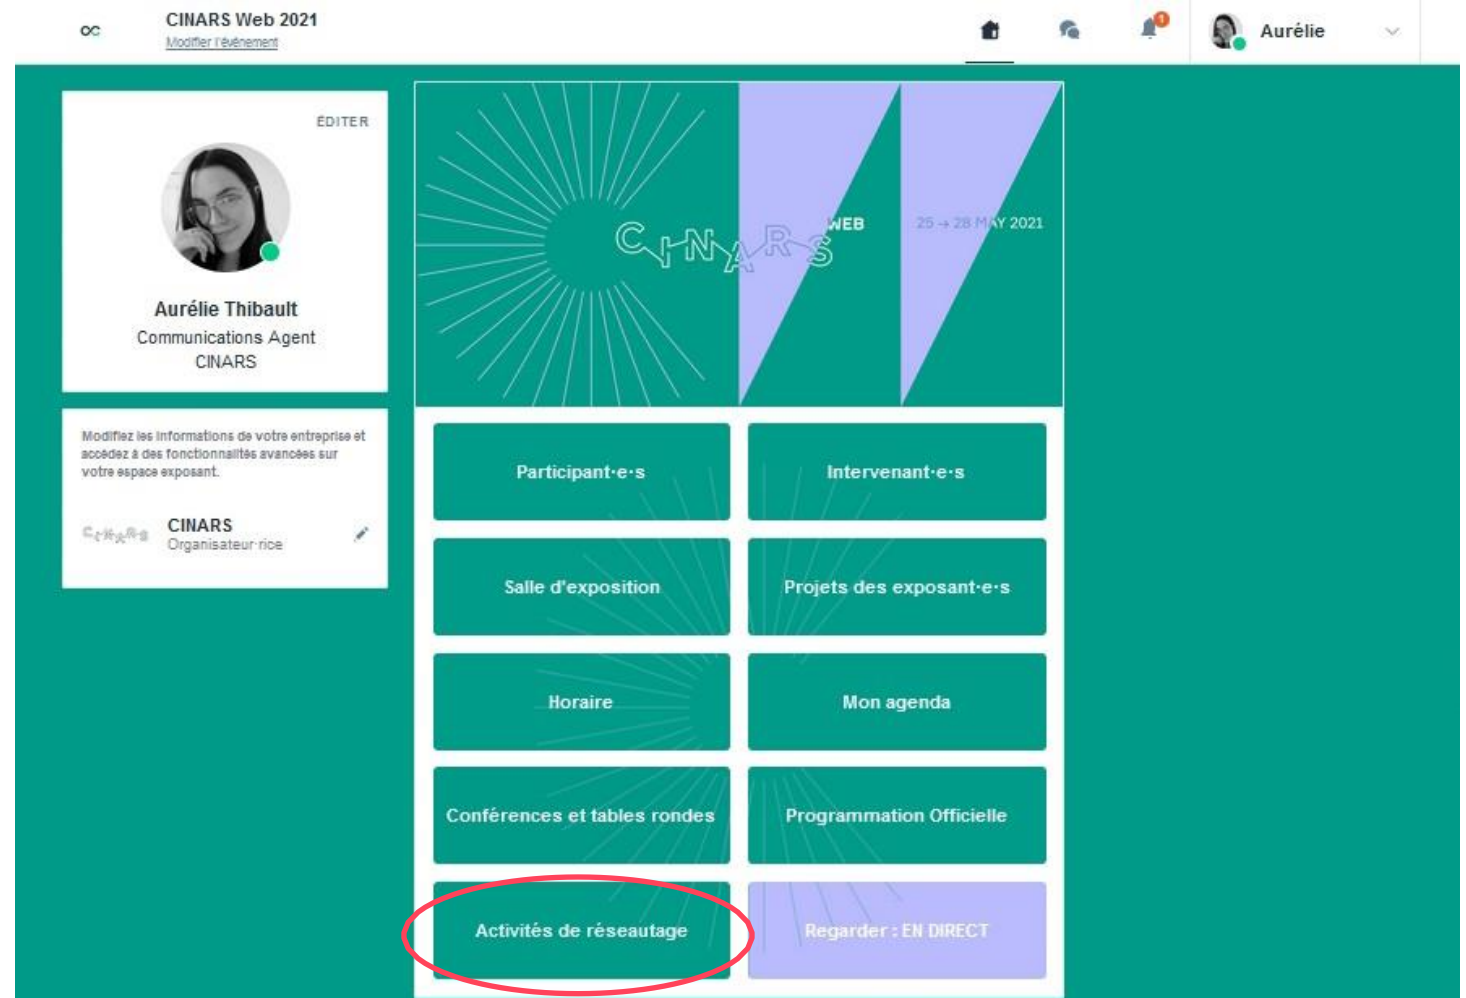 CINARS Web 2021
Modifier l'événement
1
Aurélie
ÉDITER
Aurélie Thibault
Communications Agent
CINARS
Modifiez les informations de votre entreprise et
accédez à des fonctionnalités avancées sur
votre espace exposant.
CINARS
CINARS
Organisateur·rice
CINARS
WEB
25 → 28 MAY 2021
Participant·e·s
Intervenant·e·s
Salle d'exposition
Projets des exposant·e·s
Horaire
Mon agenda
Conférences et tables rondes
Programmation Officielle
Activités de réseautage
Regarder : EN DIRECT